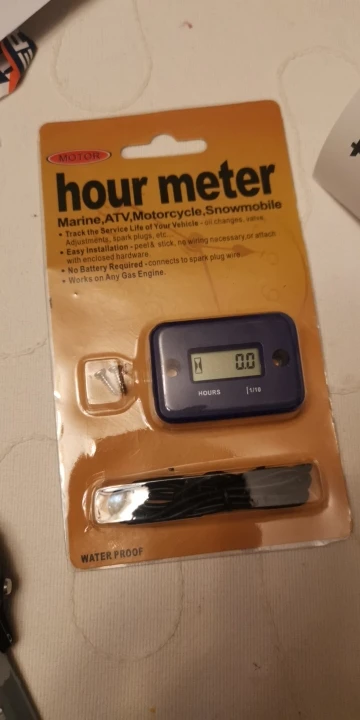 MOTOR
hour meter
Marine,ATV,Motorcycle,Snowmobile
• Track the Service Life of Your Vehicle - oil changes, valve,
Adjustments, spark plugs, etc.
• Easy Installation - peel & stick, no wiring necessary,or attach
with enclosed hardware.
• No Battery Required - connects to spark plug wire.
• Works on Any Gas Engine.
0.0
HOURS 1/10
WATER PROOF